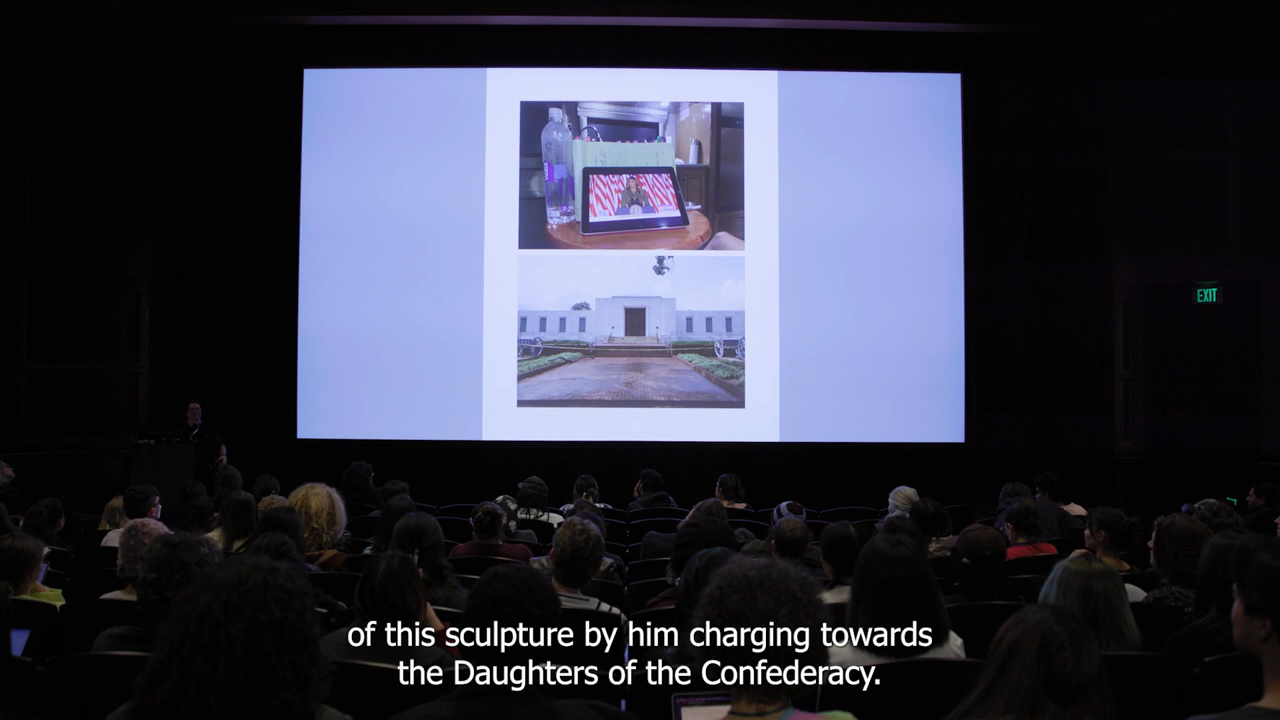 EXIT
of this sculpture by him charging towards
the Daughters of the Confederacy.